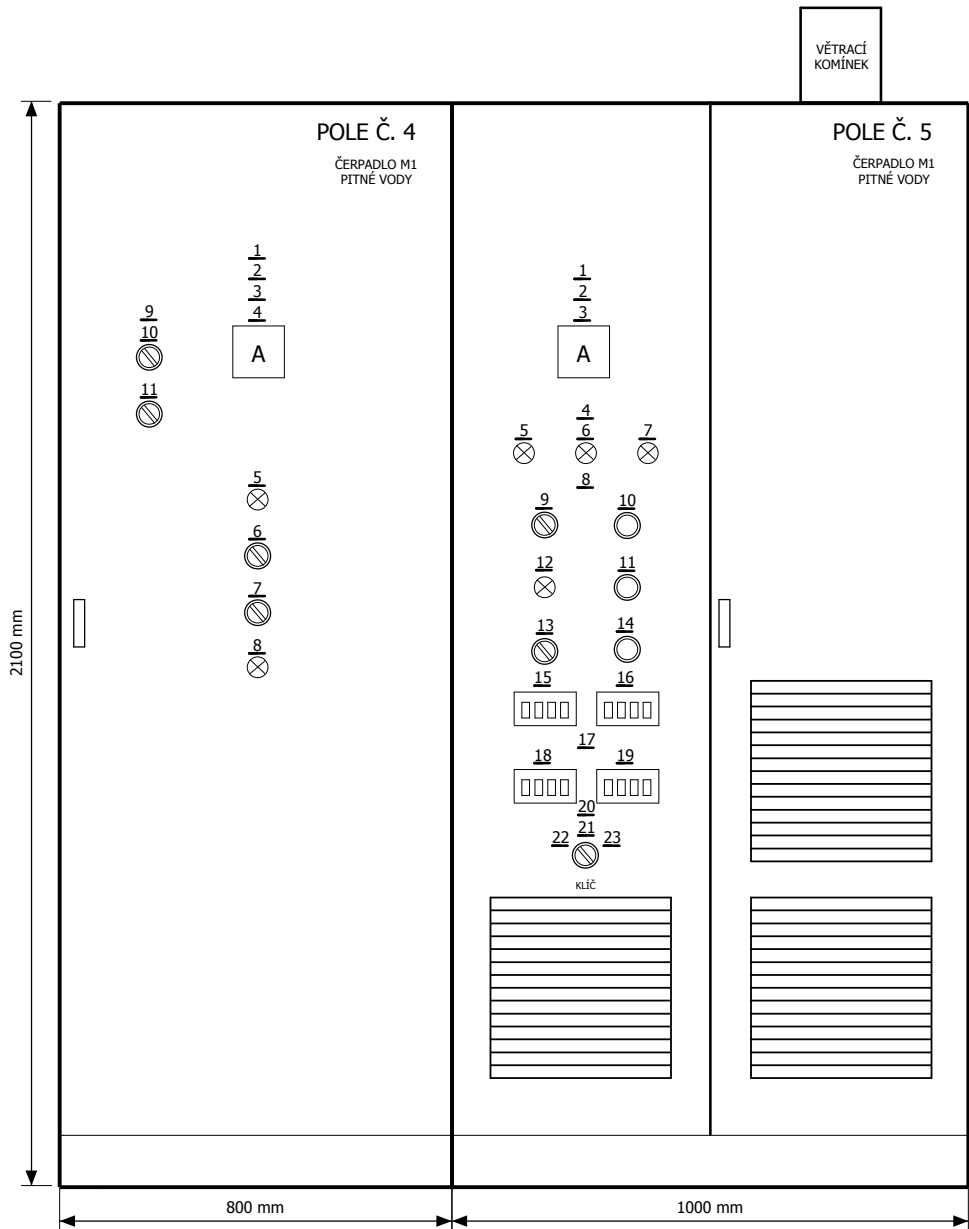 VĚTRACÍ
KOMÍNEK
POLE Č. 4
ČERPADLO M1
PITNÉ VODY
1
2
3
4
A
9
10
11
5
6
7
8
POLE Č. 5
ČERPADLO M1
PITNÉ VODY
1
2
3
A
4
5 6 7
8
9 10
12 11
13 14
15 16
17
18 19
20
21
22 23
KLÍČ
2100 mm
800 mm
1000 mm